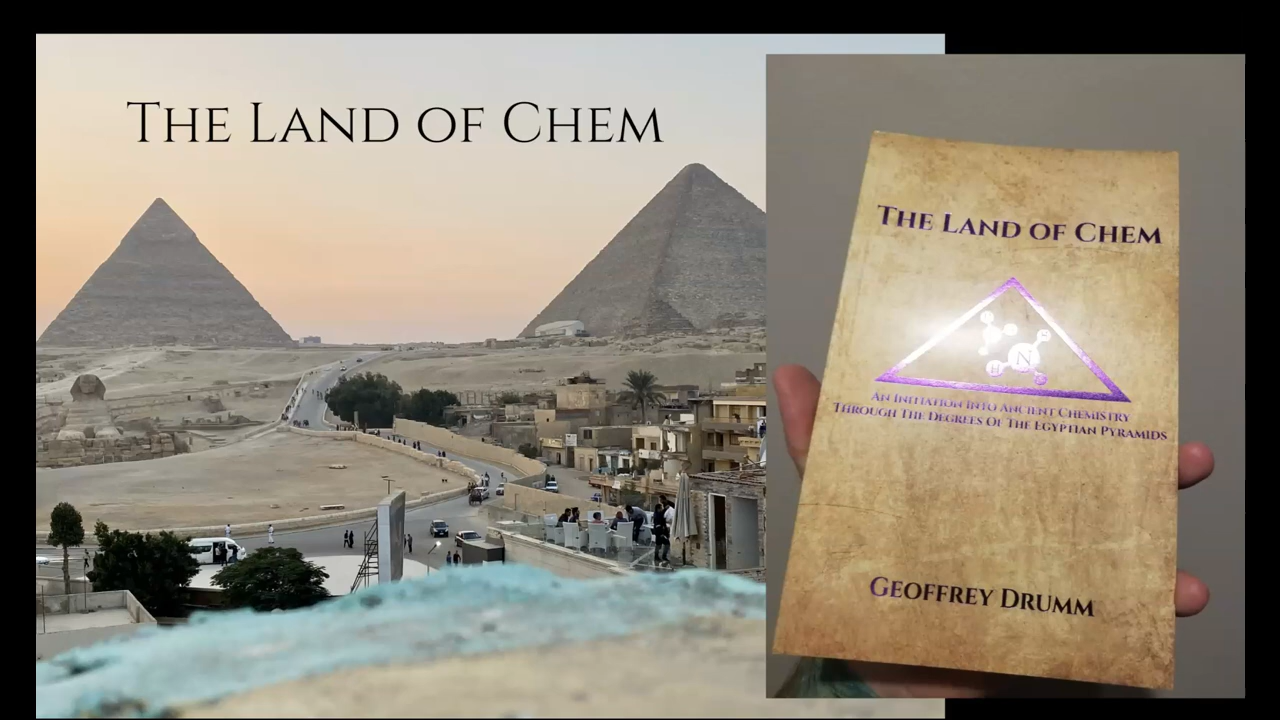 THE LAND OF CHEM
THE LAND OF CHEM
N
H
AN INITIATION INTO ANCIENT CHEMISTRY
THROUGH THE DEGREES OF THE EGYPTIAN PYRAMIDS
GEOFFREY DRUMM